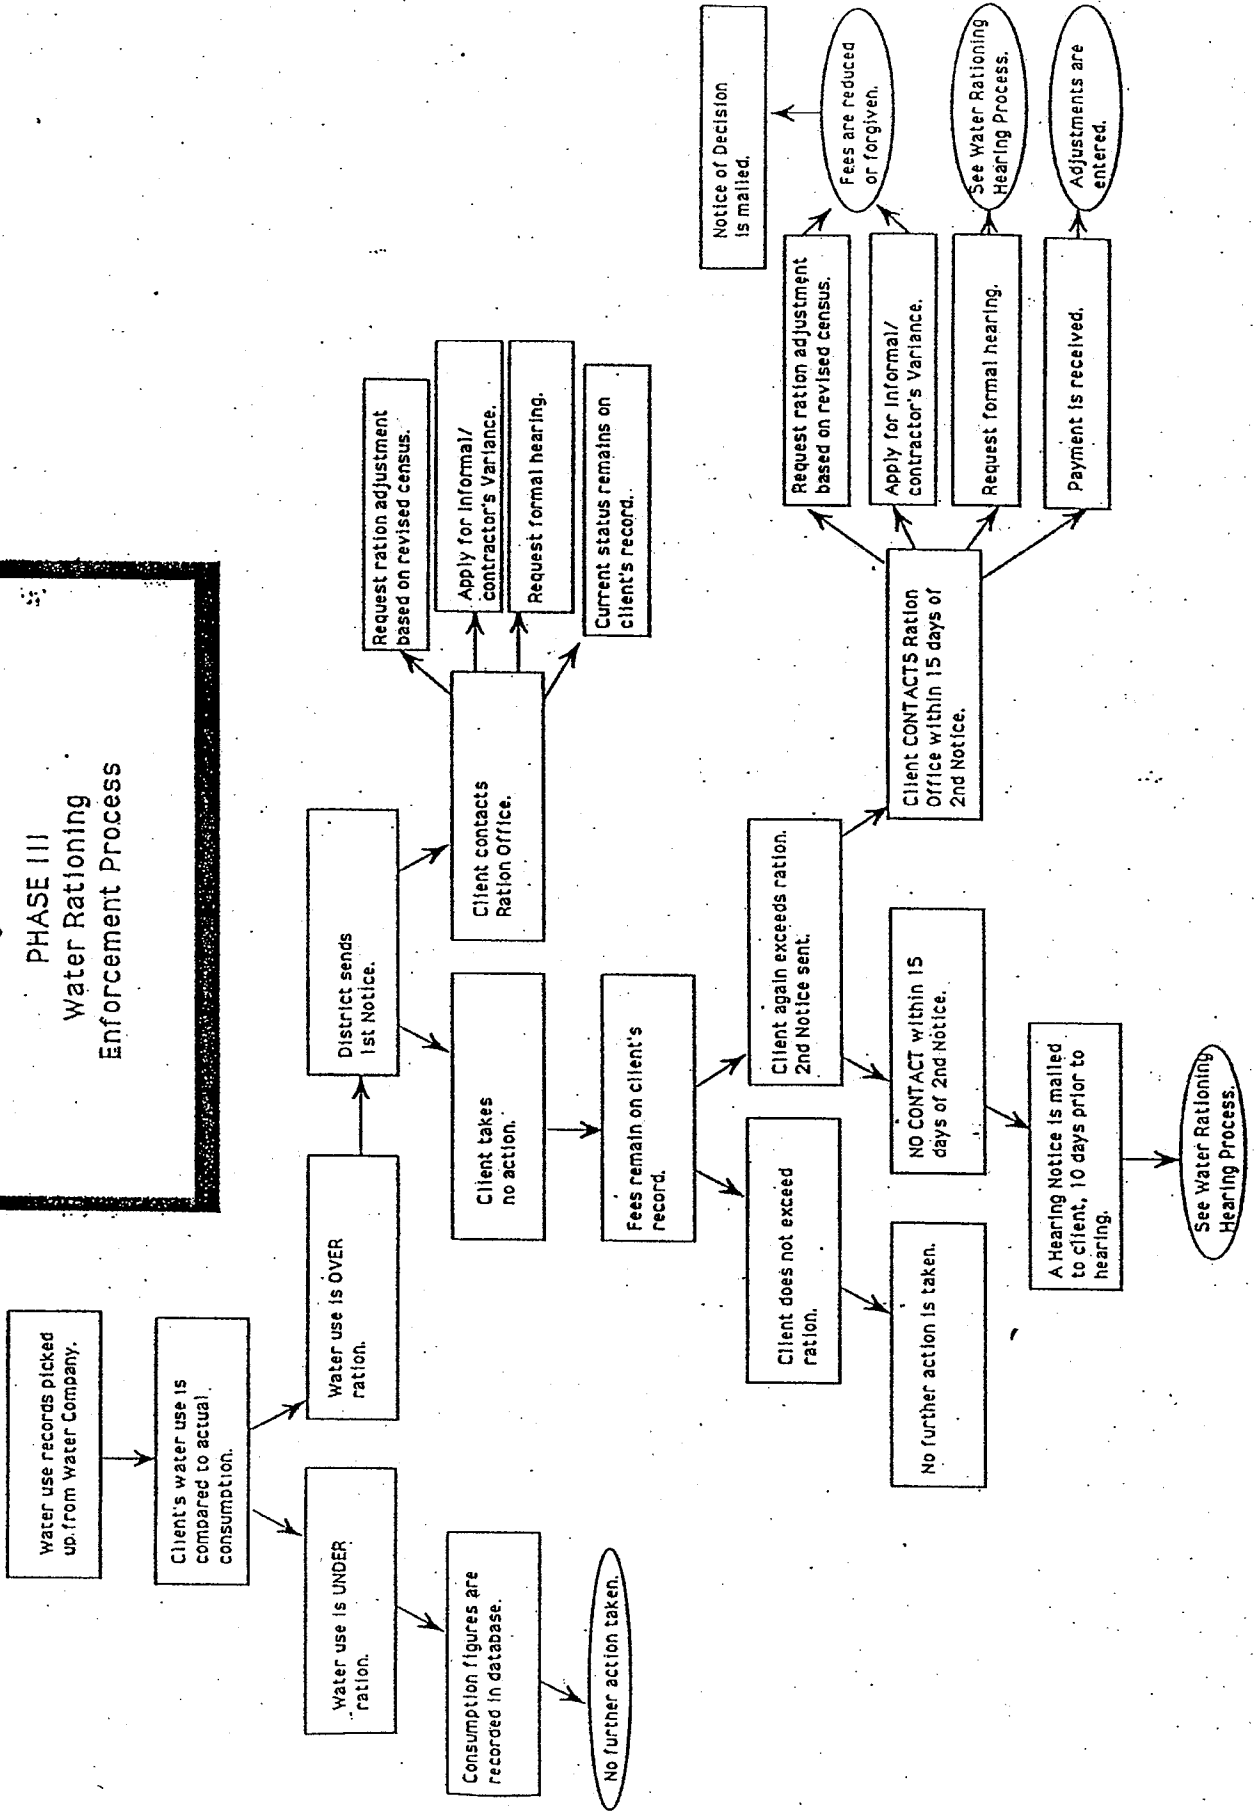 PHASE III
Water Rationing
Enforcement Process
Water use records picked
up from Water Company.
Client's water use is
compared to actual
consumption.
Water use is UNDER
ration.
Consumption figures are
recorded in database.
No further action taken.
Water use is OVER
ration.
District sends
1st Notice.
Client takes
no action.
Client contacts
Ration Office.
Request ration adjustment
based on revised census.
Apply for Informal/
contractor's Variance.
Request formal hearing.
Current status remains on
client's record.
Fees remain on client's
record.
Client does not exceed
ration.
No further action is taken.
Client again exceeds ration.
2nd Notice sent.
NO CONTACT within 15
days of 2nd Notice.
A Hearing Notice is mailed
to client, 10 days prior to
hearing.
See Water Rationing
Hearing Process.
Client CONTACTS Ration
Office within 15 days of
2nd Notice.
Request ration adjustment
based on revised census.
Apply for Informal/
contractor's Variance.
Request formal hearing.
Payment is received.
Fees are reduced
or forgiven.
Notice of Decision
is mailed.
See Water Rationing
Hearing Process.
Adjustments are
entered.